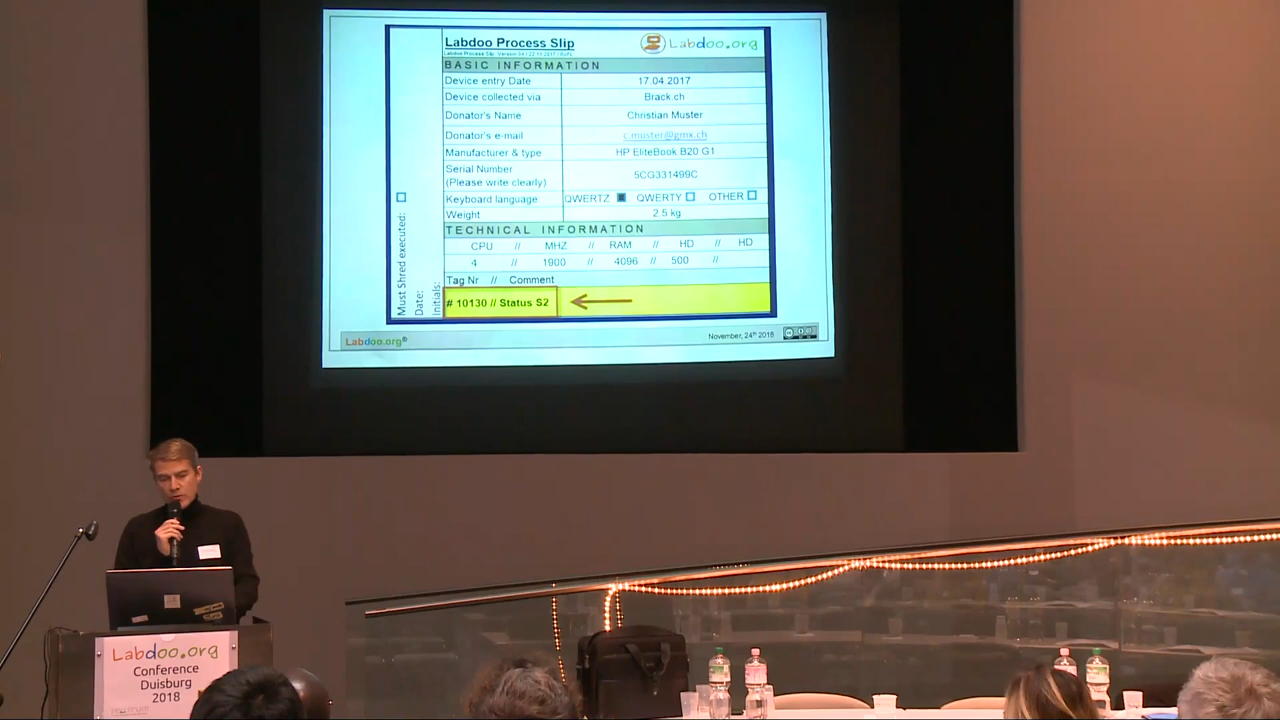 Labdoo Process Slip
Labdoo.org
BASIC INFORMATION
Device entry Date 17.04.2017
Device collected via Brack.ch
Donator's Name Christian Muster
Donator's e-mail c.muster@gmx.ch
Manufacturer & type HP EliteBook 820 G1
Serial Number
(Please write clearly) 5CG331499C
Keyboard language QWERTZ QWERTY OTHER
Weight 2.5 kg
TECHNICAL INFORMATION
CPU // MHZ // RAM // HD // HD
4 // 1900 // 4096 // 500 //
Tag Nr // Comment
# 10130 // Status S2
Must Shred executed:
Date:
Initials:
Labdoo.org®
November, 24th 2018
Labdoo.org
Conference
Duisburg
2018